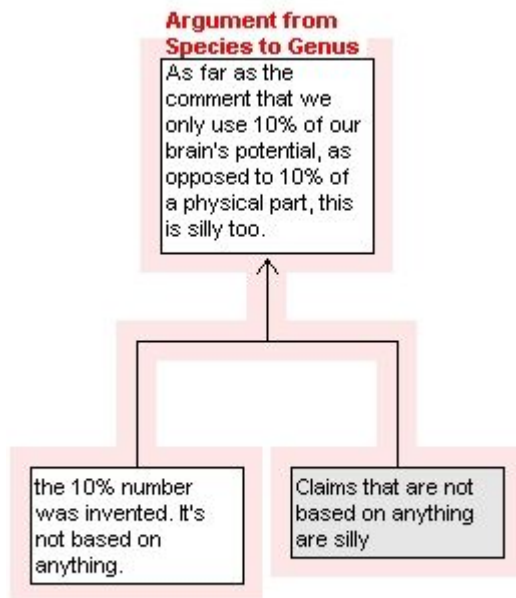 Argument from
Species to Genus
As far as the
comment that we
only use 10% of our
brain's potential, as
opposed to 10% of
a physical part, this
is silly too.
the 10% number
was invented. It's
not based on
anything.
Claims that are not
based on anything
are silly